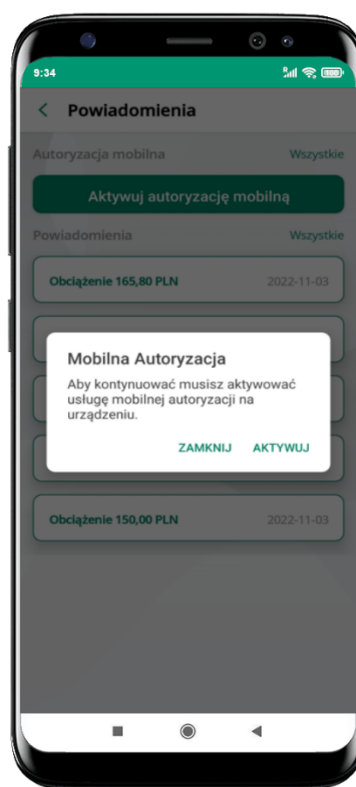 9:34
Powiadomienia
Autoryzacja mobilna Wszystkie
Aktywuj autoryzację mobilną
Powiadomienia Wszystkie
Obciążenie 165,80 PLN 2022-11-03
Mobilna Autoryzacja
Aby kontynuować musisz aktywować
usługę mobilnej autoryzacji na
urządzeniu.
ZAMKNIJ AKTYWUJ
Obciążenie 150,00 PLN 2022-11-03